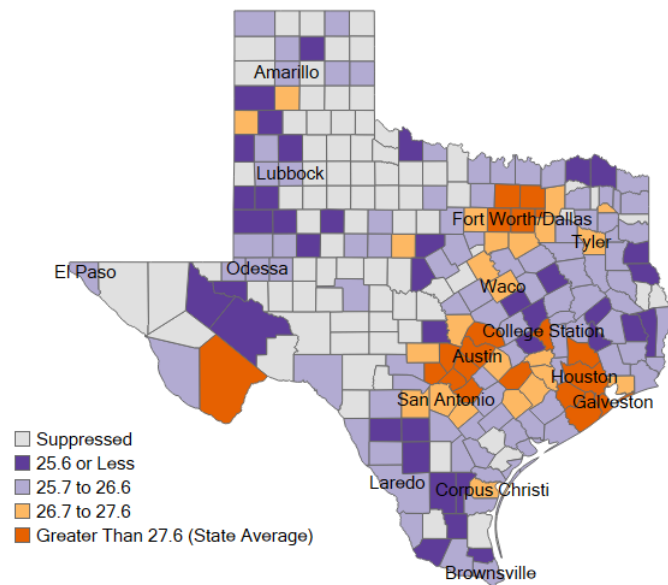 Amarillo
Lubbock
Fort Worth/Dallas
Tyler
El Paso
Odessa
Waco
College Station
Austin
Houston
San Antonio
Galvoston
Suppressed
25.6 or Less
25.7 to 26.6
26.7 to 27.6
Greater Than 27.6 (State Average)
Laredo
Corpus Christi
Brownsville